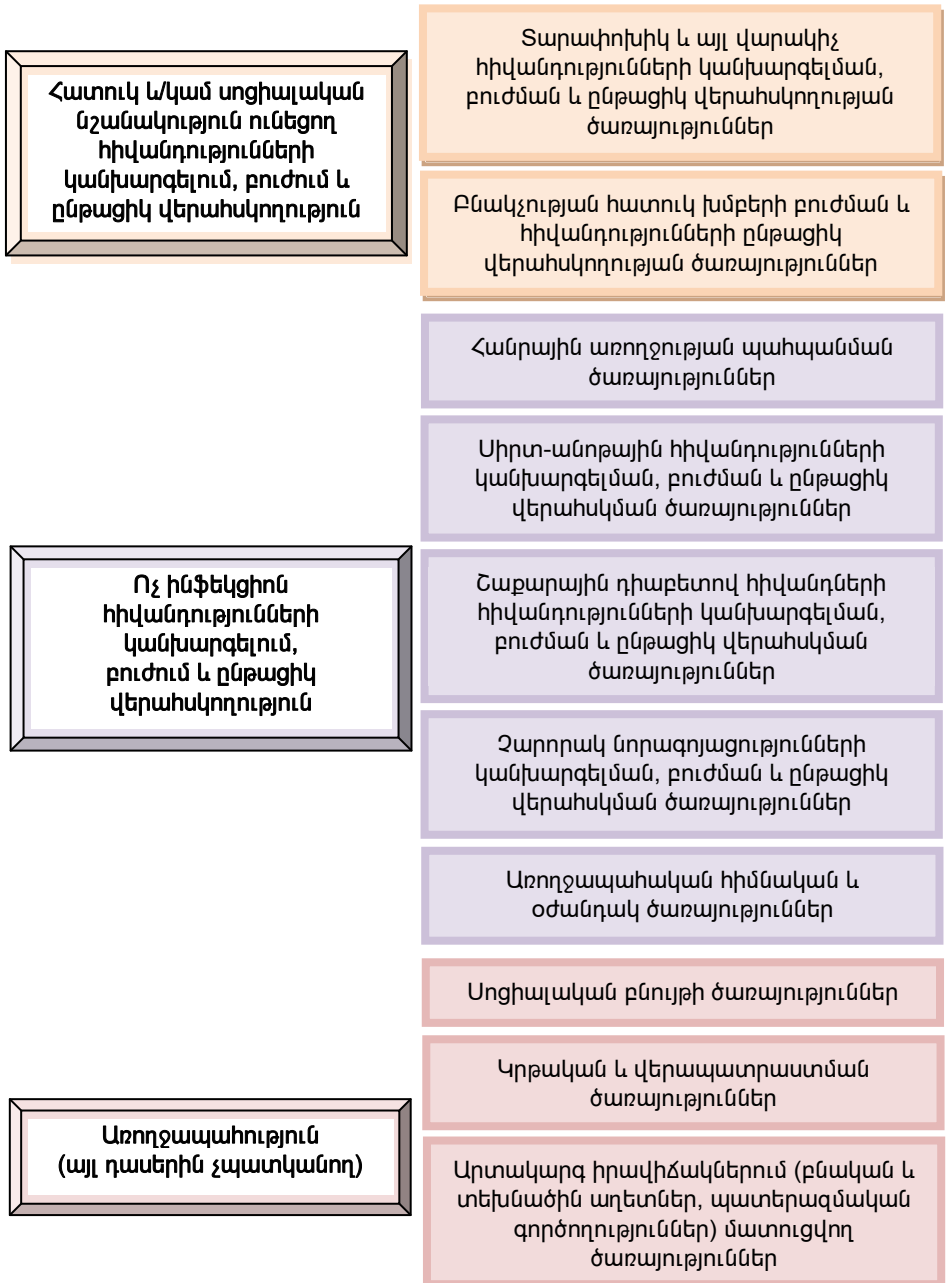 Հատուկ և/կամ սոցիալական
նշանակություն ունեցող
հիվանդությունների
կանխարգելում, բուժում և
ընթացիկ վերահսկողություն
Տարափոխիկ և այլ վարակիչ
հիվանդությունների կանխարգելման,
բուժման և ընթացիկ վերահսկողության
ծառայություններ
Բնակչության հատուկ խմբերի բուժման և
հիվանդությունների ընթացիկ
վերահսկողության ծառայություններ
Ոչ ինֆեկցիոն
հիվանդությունների
կանխարգելում,
բուժում և ընթացիկ
վերահսկողություն
Հանրային առողջության պահպանման
ծառայություններ
Սիրտ-անոթային հիվանդությունների
կանխարգելման, բուժման և ընթացիկ
վերահսկման ծառայություններ
Շաքարային դիաբետով հիվանդների
հիվանդությունների կանխարգելման,
բուժման և ընթացիկ վերահսկման
ծառայություններ
Չարորակ նորագոյացությունների
կանխարգելման, բուժման և ընթացիկ
վերահսկման ծառայություններ
Առողջապահական հիմնական և
օժանդակ ծառայություններ
Առողջապահություն
(այլ դասերին չպատկանող)
Սոցիալական բնույթի ծառայություններ
Կրթական և վերապատրաստման
ծառայություններ
Արտակարգ իրավիճակներում (բնական և
տեխնածին աղետներ, պատերազմական
գործողություններ) մատուցվող
ծառայություններ